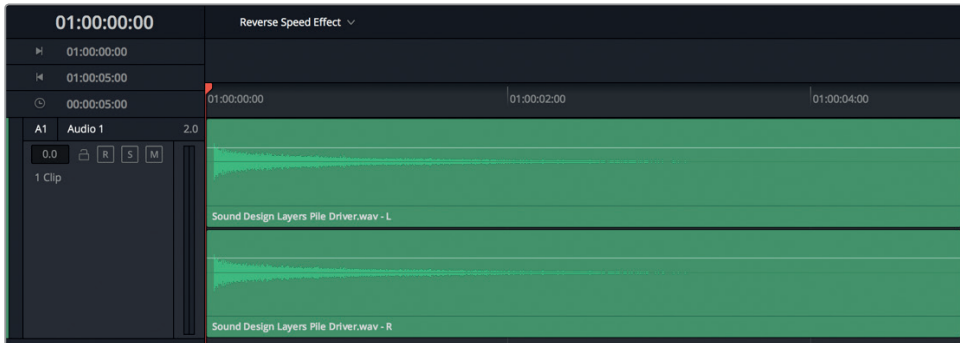 01:00:00:00
Reverse Speed Effect
01:00:00:00
01:00:05:00
00:00:05:00
01:00:00:00 01:00:02:00 01:00:04:00
A1 Audio 1 2.0
0.0 R S M
1 Clip
Sound Design Layers Pile Driver.wav - L
Sound Design Layers Pile Driver.wav - R